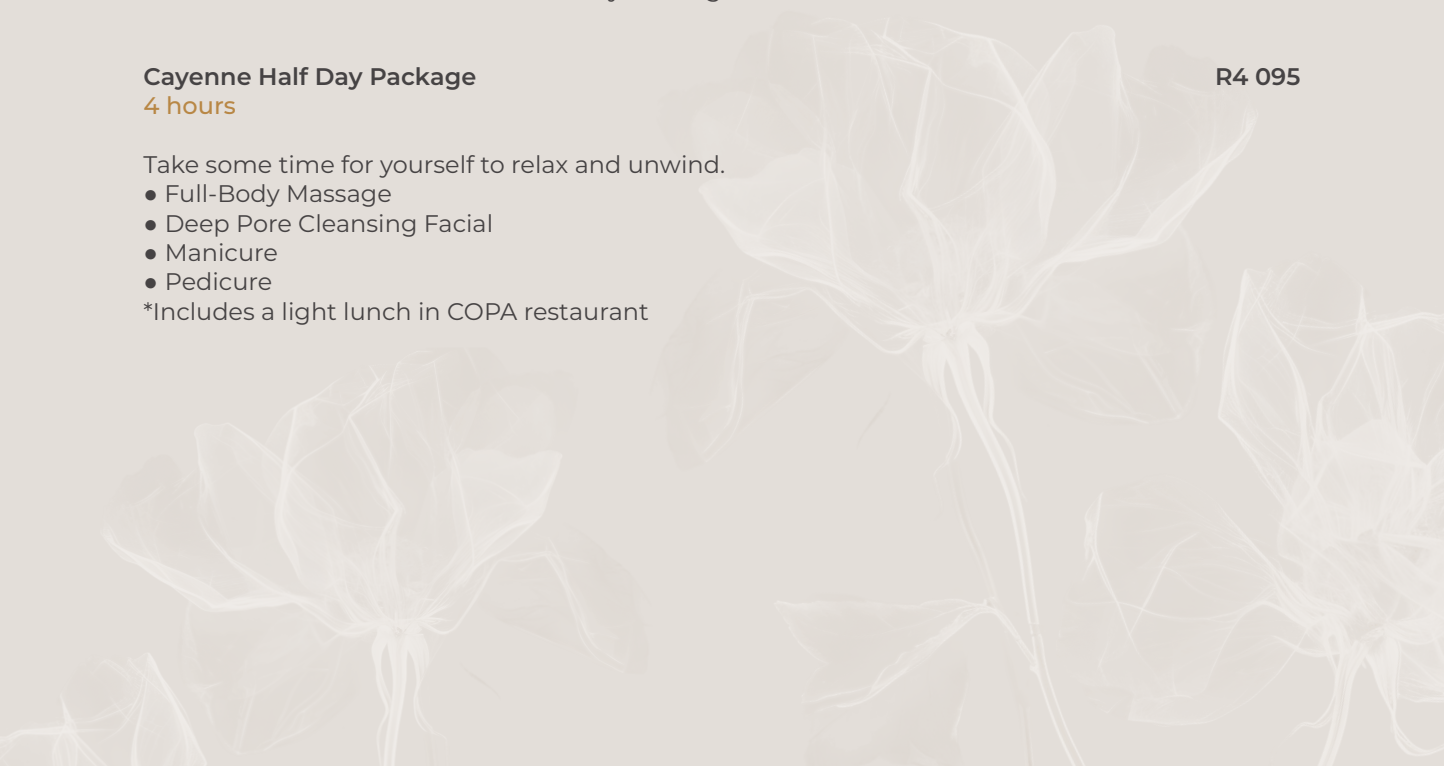 Cayenne Half Day Package R4 095
4 hours
Take some time for yourself to relax and unwind.
● Full-Body Massage
● Deep Pore Cleansing Facial
● Manicure
● Pedicure
*Includes a light lunch in COPA restaurant